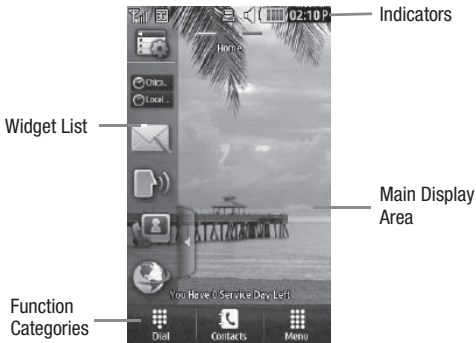 Indicators
02:10 P
Home
Chica..
Local ..
Widget List
Main Display
Area
You Have 0 Service Day Left
Function
Categories
Dial
Contacts
Menu